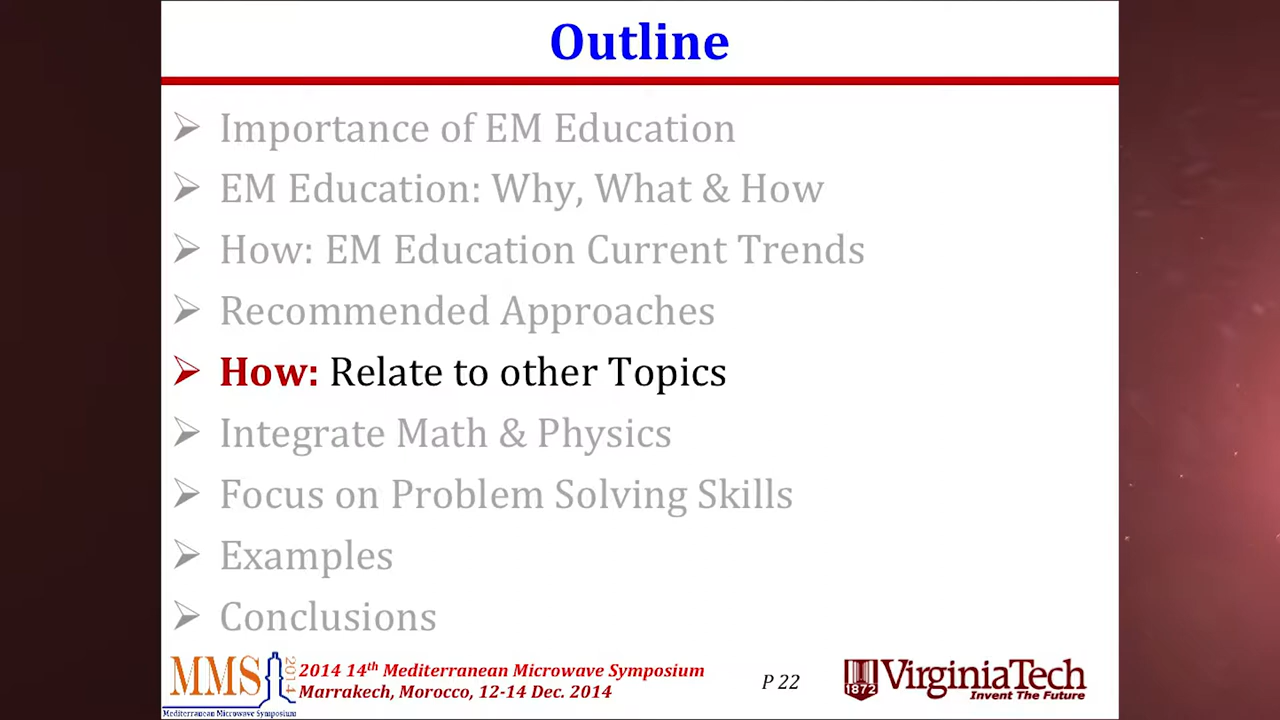 Outline
Importance of EM Education
EM Education: Why, What & How
How: EM Education Current Trends
Recommended Approaches
How: Relate to other Topics
Integrate Math & Physics
Focus on Problem Solving Skills
Examples
Conclusions
MMS 2014
Mediterranean Microwave Symposium
2014 14th Mediterranean Microwave Symposium
Marrakech, Morocco, 12-14 Dec. 2014
P 22
1872
VirginiaTech
Invent The Future